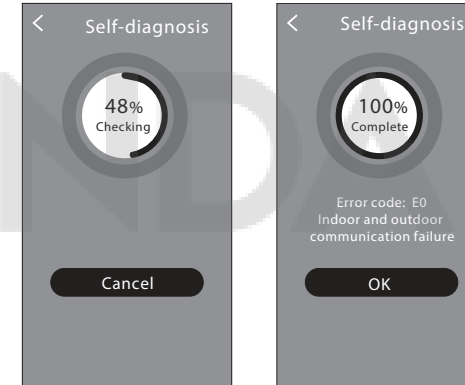 Self-diagnosis
48%
Checking
Cancel
Self-diagnosis
100%
Complete
Error code: E0
Indoor and outdoor
communication failure
OK